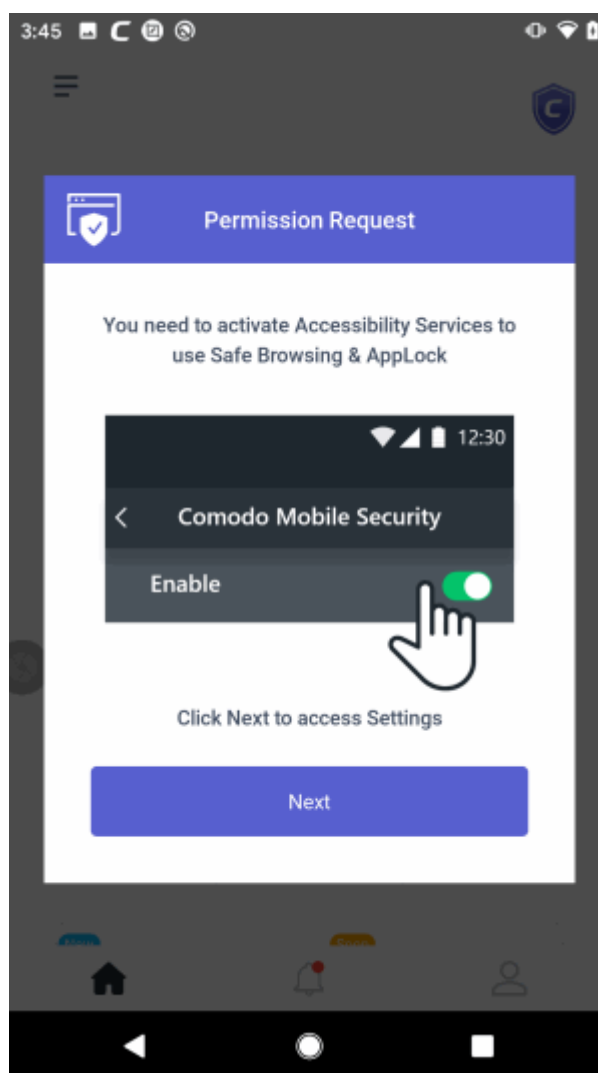 3:45
Permission Request
You need to activate Accessibility Services to
use Safe Browsing & AppLock
12:30
Comodo Mobile Security
Enable
Click Next to access Settings
Next